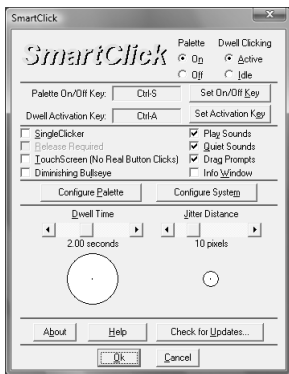 SmartClick
SmartClick
Palette Dwell Clicking
On Active
Off Idle
Palette On/Off Key: Ctrl-S Set On/Off Key
Dwell Activation Key: Ctrl-A Set Activation Key
SingleClicker Play Sounds
Release Required Quiet Sounds
TouchScreen (No Real Button Clicks) Drag Prompts
Diminishing Bullseye Info Window
Configure Palette Configure System
Dwell Time Jitter Distance
2.00 seconds 10 pixels
About Help Check for Updates...
Ok Cancel